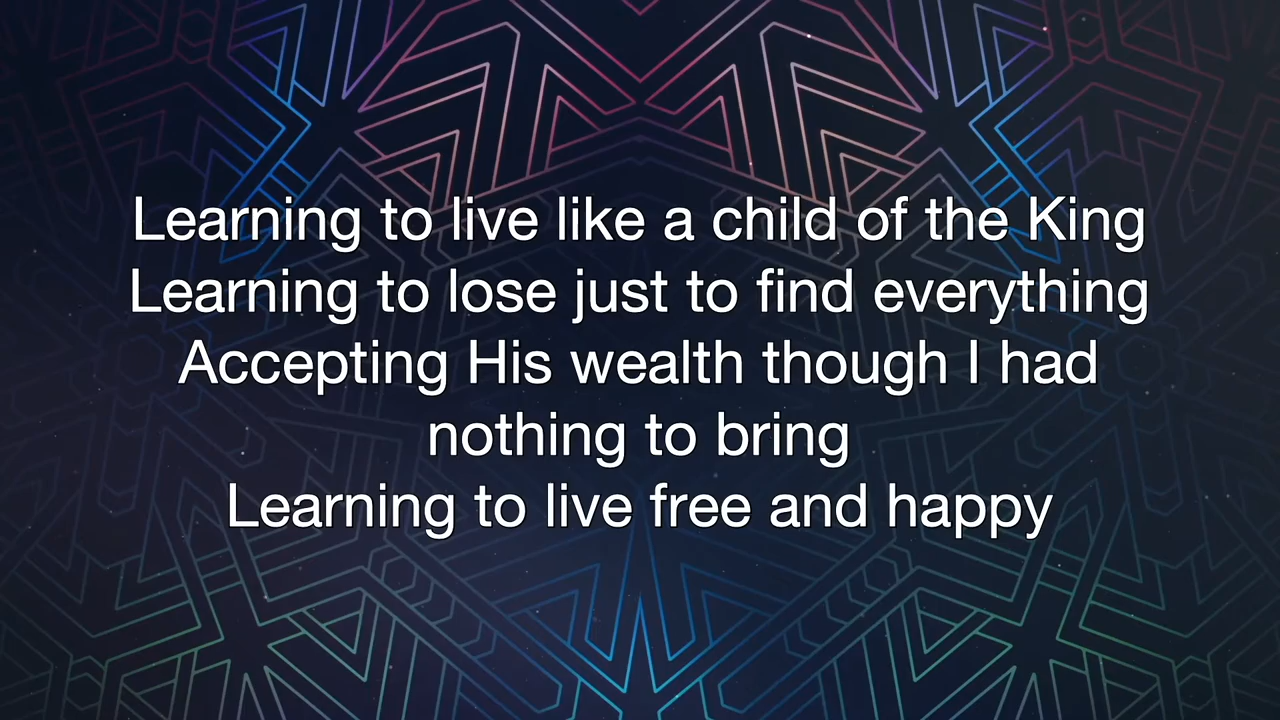 Learning to live like a child of the King
Learning to lose just to find everything
Accepting His wealth though I had
nothing to bring
Learning to live free and happy